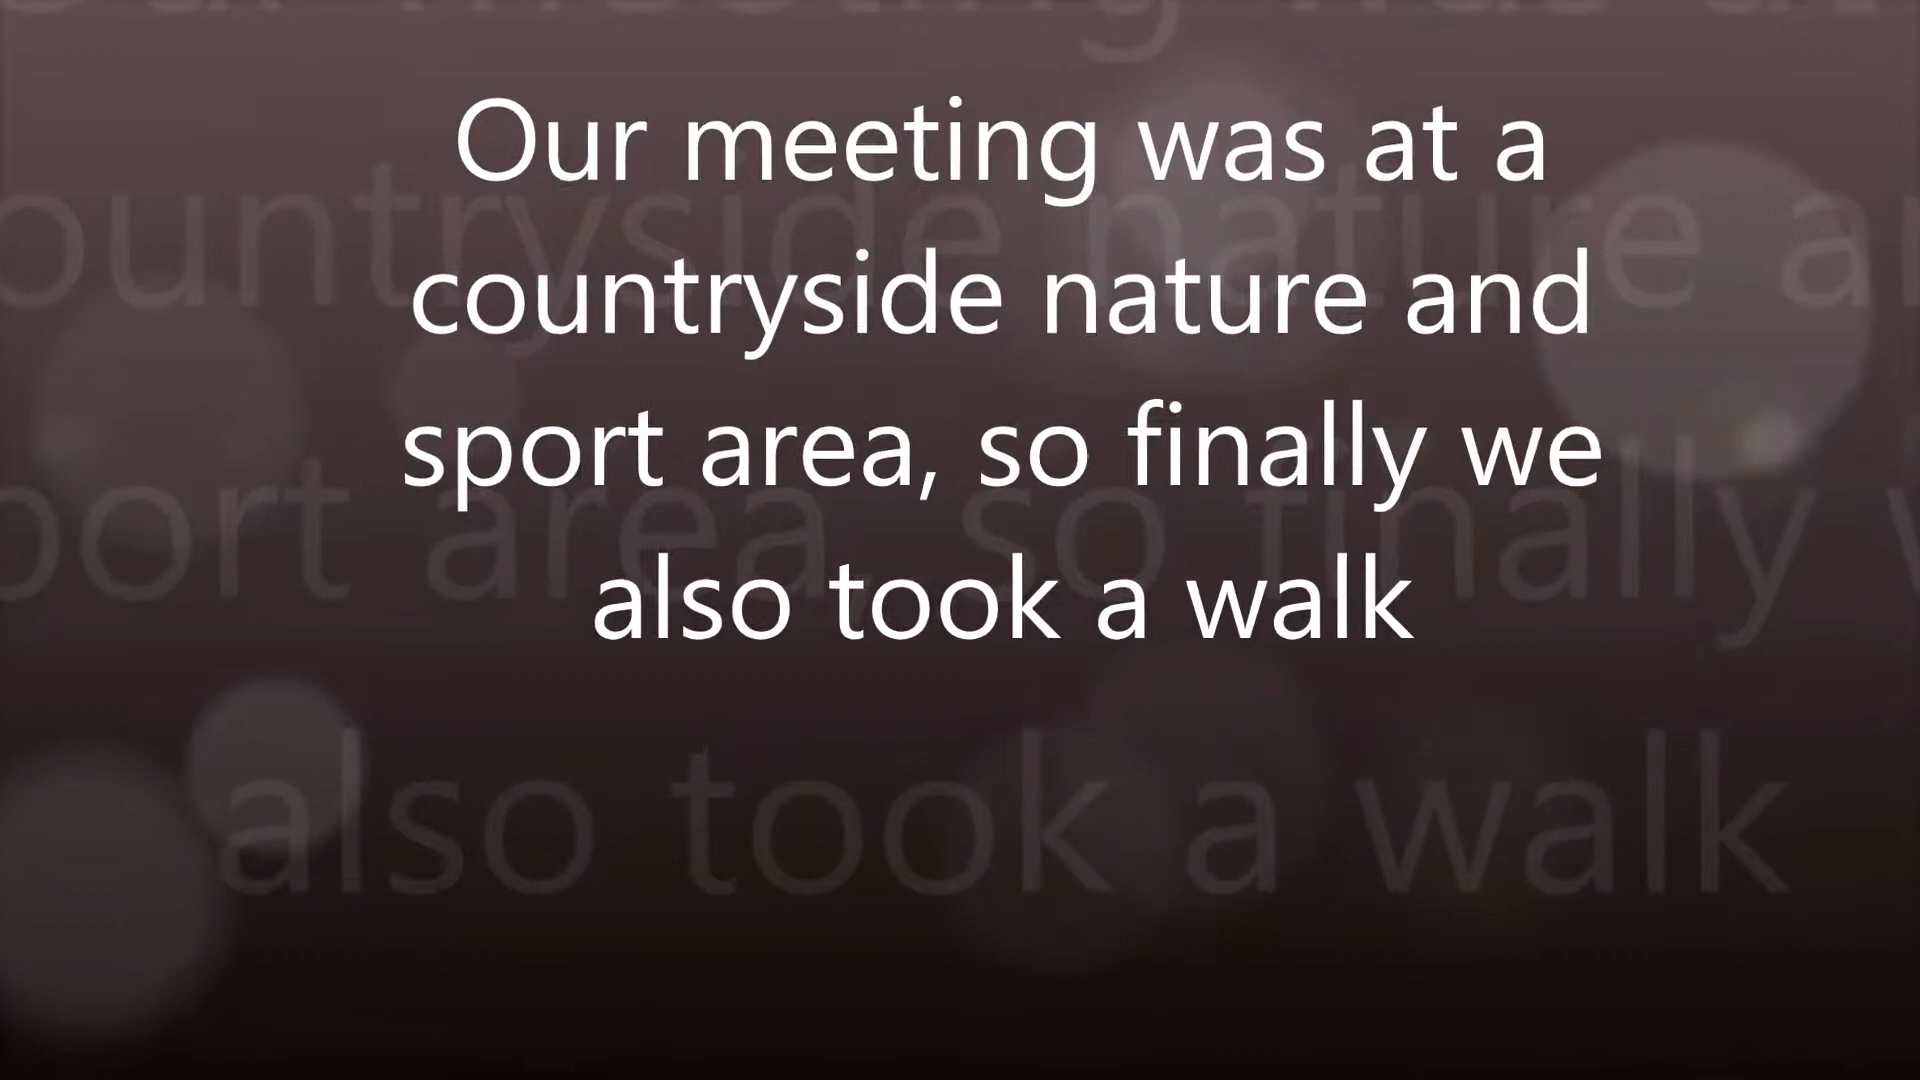 Our meeting was at a
countryside nature and
sport area, so finally we
also took a walk